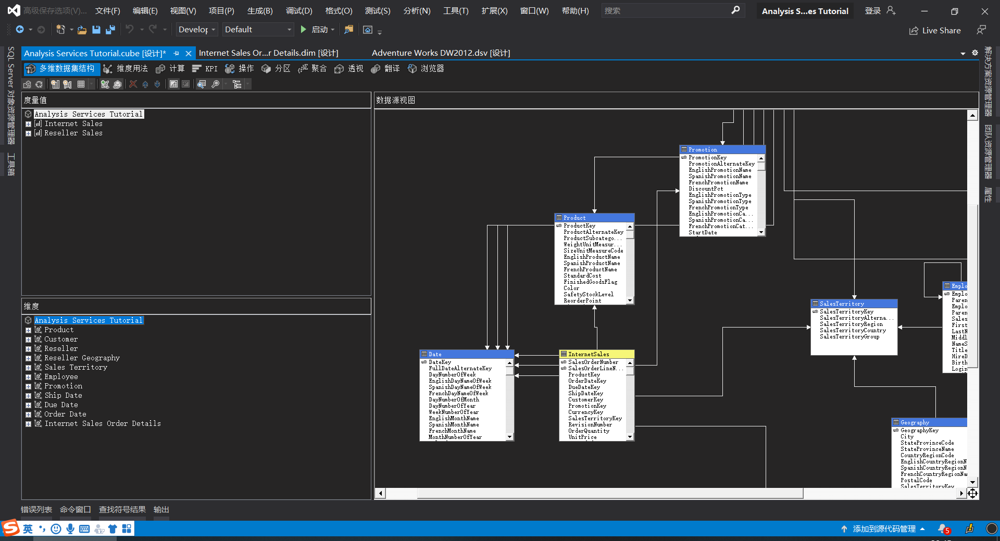 高级保存选项(V)... 文件(F) 编辑(E) 视图(V) 项目(P) 生成(B) 调试(D) 格式(O) 测试(S) 分析(N) 工具(T) 扩展(X) 窗口(W) 帮助(H) 搜索 Analysis S...es Tutorial 登录
Develop Default 启动 Live Share
Analysis Services Tutorial.cube [设计]* Internet Sales Or...r Details.dim [设计] Adventure Works DW2012.dsv [设计]
多维数据集结构 维度用法 计算 KPI 操作 分区 聚合 透视 翻译 浏览器
SQL Server 对象资源管理器
工具箱
度量值
Analysis Services Tutorial
Internet Sales
Reseller Sales
维度
Analysis Services Tutorial
Product
Customer
Reseller
Reseller Geography
Sales Territory
Employee
Promotion
Ship Date
Due Date
Order Date
Internet Sales Order Details
数据源视图
Promotion
PromotionKey
PromotionAlternateKey
EnglishPromotionName
SpanishPromotionName
FrenchPromotionName
DiscountPct
EnglishPromotionType
SpanishPromotionType
FrenchPromotionType
EnglishPromotionCa...
SpanishPromotionCa...
FrenchPromotionCat...
StartDate
Product
ProductKey
ProductAlternateKey
ProductSubcatego...
WeightUnitMeasur...
SizeUnitMeasureCode
EnglishProductName
SpanishProductName
FrenchProductName
StandardCost
FinishedGoodsFlag
Color
SafetyStockLevel
ReorderPoint
Date
DateKey
FullDateAlternateKey
DayNumberOfWeek
EnglishDayNameOfWeek
SpanishDayNameOfWeek
FrenchDayNameOfWeek
DayNumberOfMonth
DayNumberOfYear
WeekNumberOfYear
EnglishMonthName
SpanishMonthName
FrenchMonthName
MonthNumberOfYear
InternetSales
SalesOrderNumber
SalesOrderLineN...
ProductKey
OrderDateKey
DueDateKey
ShipDateKey
CustomerKey
PromotionKey
CurrencyKey
SalesTerritoryKey
RevisionNumber
OrderQuantity
UnitPrice
SalesTerritory
SalesTerritoryKey
SalesTerritoryAlterna...
SalesTerritoryRegion
SalesTerritoryCountry
SalesTerritoryGroup
Emplo
Emplo
Paren
Emplo
Paren
Sales
First
LastN
Middl
NameS
Title
HireD
Birth
Login
Geography
GeographyKey
City
StateProvinceCode
StateProvinceName
CountryRegionCode
EnglishCountryRegionN
SpanishCountryRegionN
FrenchCountryRegionNa
PostalCode
SalesTerritoryKey
解决方案资源管理器
团队资源管理器
属性
错误列表 命令窗口 查找符号结果 输出
英 添加到源代码管理 5